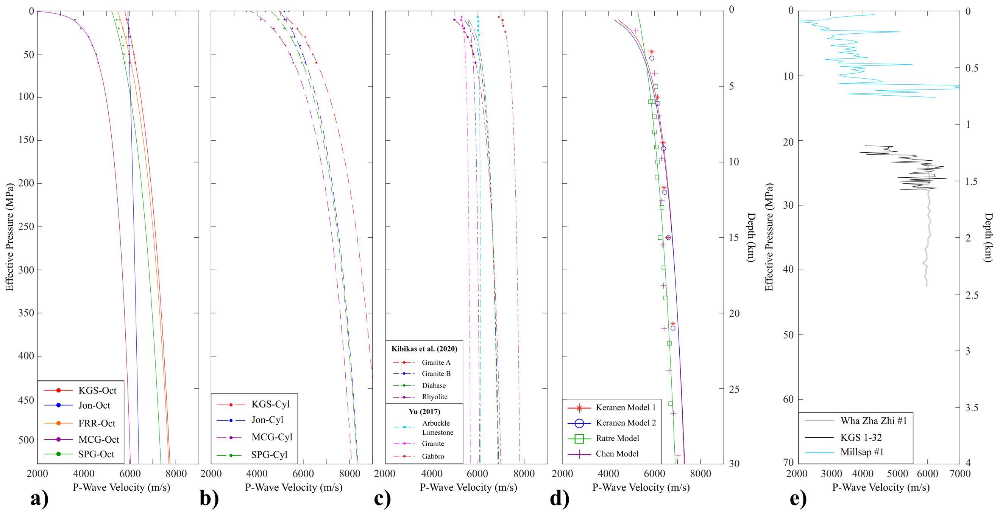 0
50
100
150
200
250
300
350
400
450
500
Effective Pressure (MPa)
KGS-Oct
Jon-Oct
FRR-Oct
MCG-Oct
SPG-Oct
2000
4000
6000
8000
P-Wave Velocity (m/s)
a)
KGS-Cyl
Jon-Cyl
MCG-Cyl
SPG-Cyl
2000
4000
6000
8000
P-Wave Velocity (m/s)
b)
Kibikas et al. (2020)
Granite A
Granite B
Diabase
Rhyolite
Yu (2017)
Arbuckle
Limestone
Granite
Gabbro
2000
4000
6000
8000
P-Wave Velocity (m/s)
c)
0
5
10
15
20
25
30
Depth (km)
Keranen Model 1
Keranen Model 2
Ratre Model
Chen Model
2000
4000
6000
8000
P-Wave Velocity (m/s)
d)
0
10
20
30
40
50
60
70
Effective Pressure (MPa)
0
0.5
1
1.5
2
2.5
3
3.5
4
Depth (km)
Wha Zha Zhi #1
KGS 1-32
Millsap #1
2000
3000
4000
5000
6000
7000
P-Wave Velocity (m/s)
e)